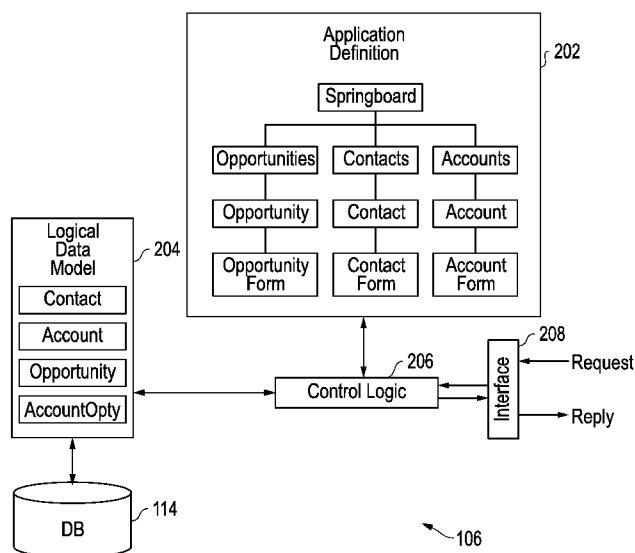 Application
Definition
202
Springboard
Opportunities
Contacts
Accounts
Opportunity
Contact
Account
Opportunity
Form
Contact
Form
Account
Form
Logical
Data
Model
204
Contact
Account
Opportunity
AccountOpty
206
Control Logic
208
Interface
Request
Reply
DB
114
106